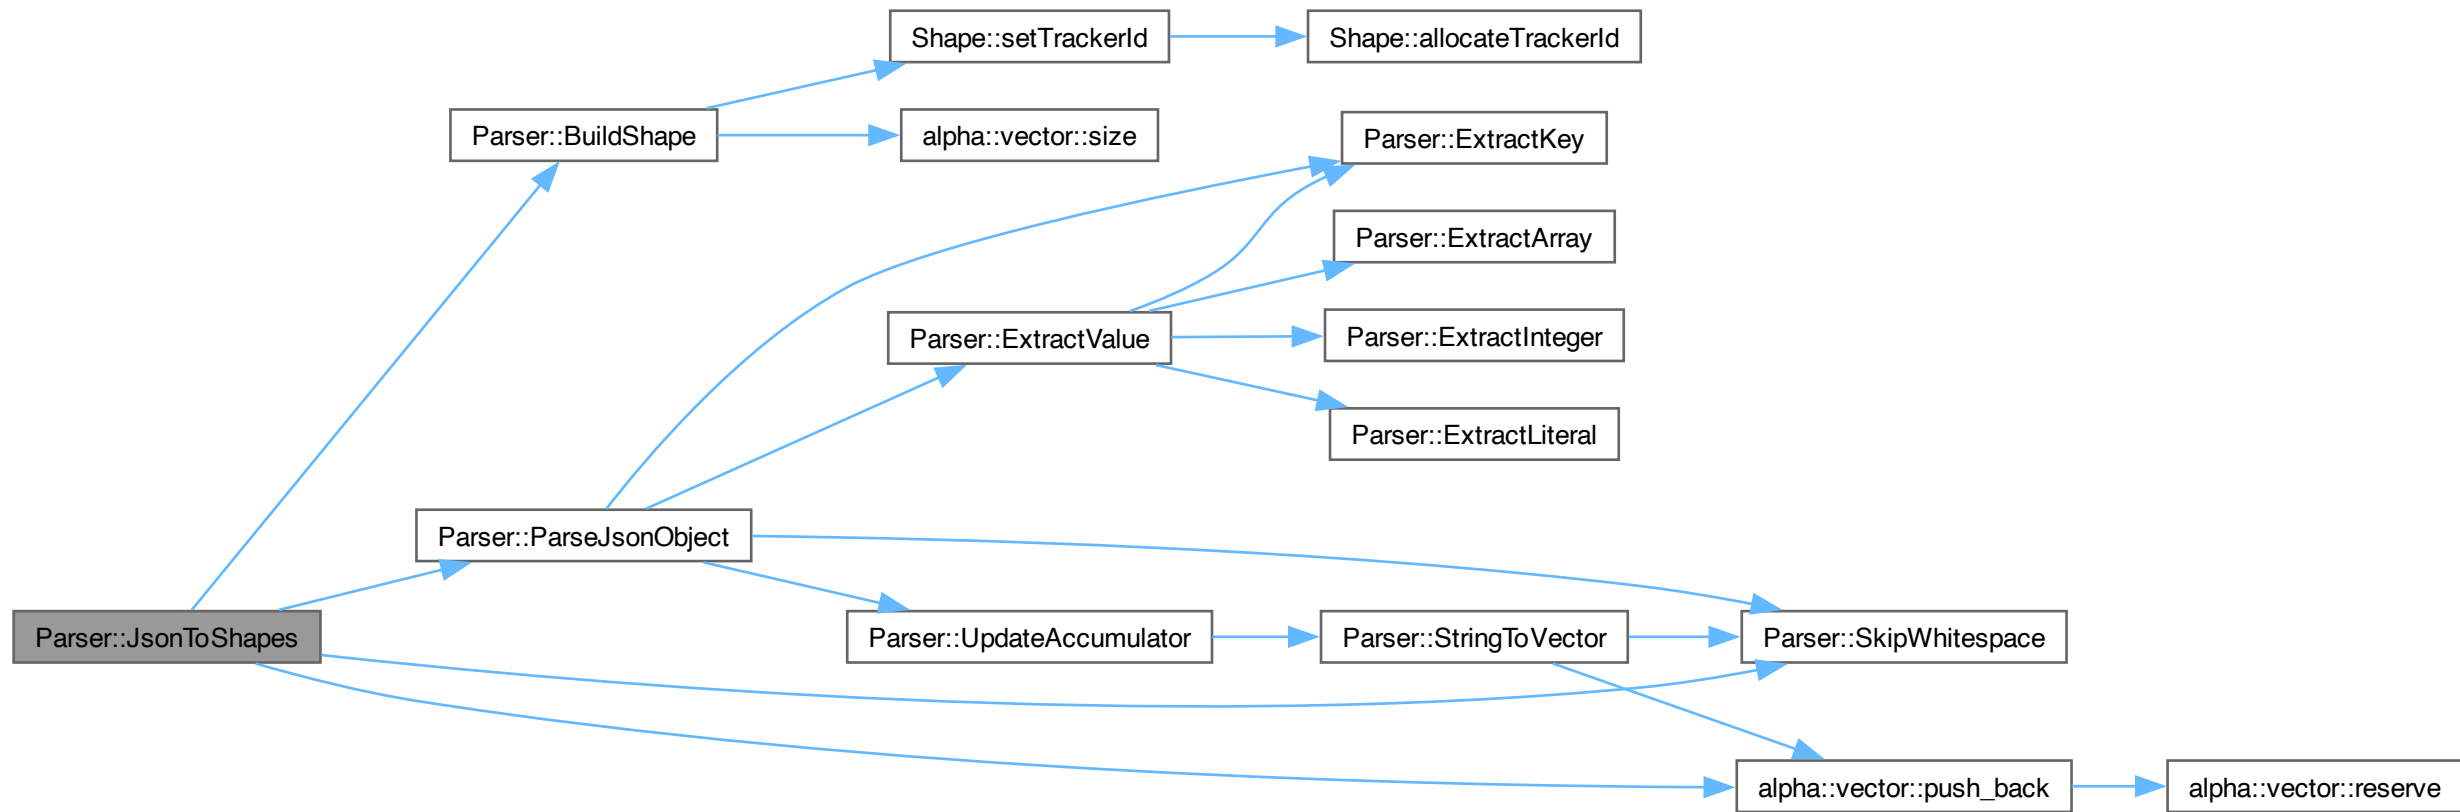 Shape::setTrackerId
Shape::allocateTrackerId
Parser::BuildShape
alpha::vector::size
Parser::ExtractKey
Parser::ExtractArray
Parser::ExtractValue
Parser::ExtractInteger
Parser::ExtractLiteral
Parser::ParseJsonObject
Parser::JsonToShapes
Parser::UpdateAccumulator
Parser::StringToVector
Parser::SkipWhitespace
alpha::vector::push_back
alpha::vector::reserve